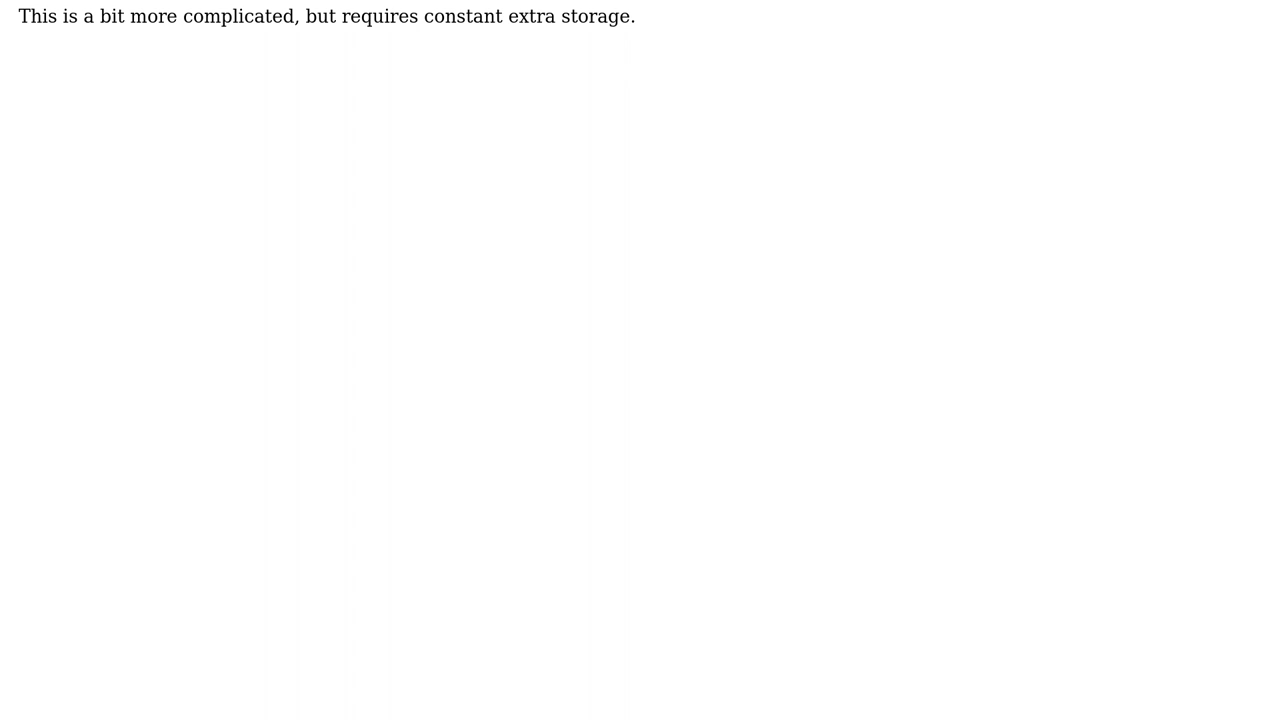 This is a bit more complicated, but requires constant extra storage.